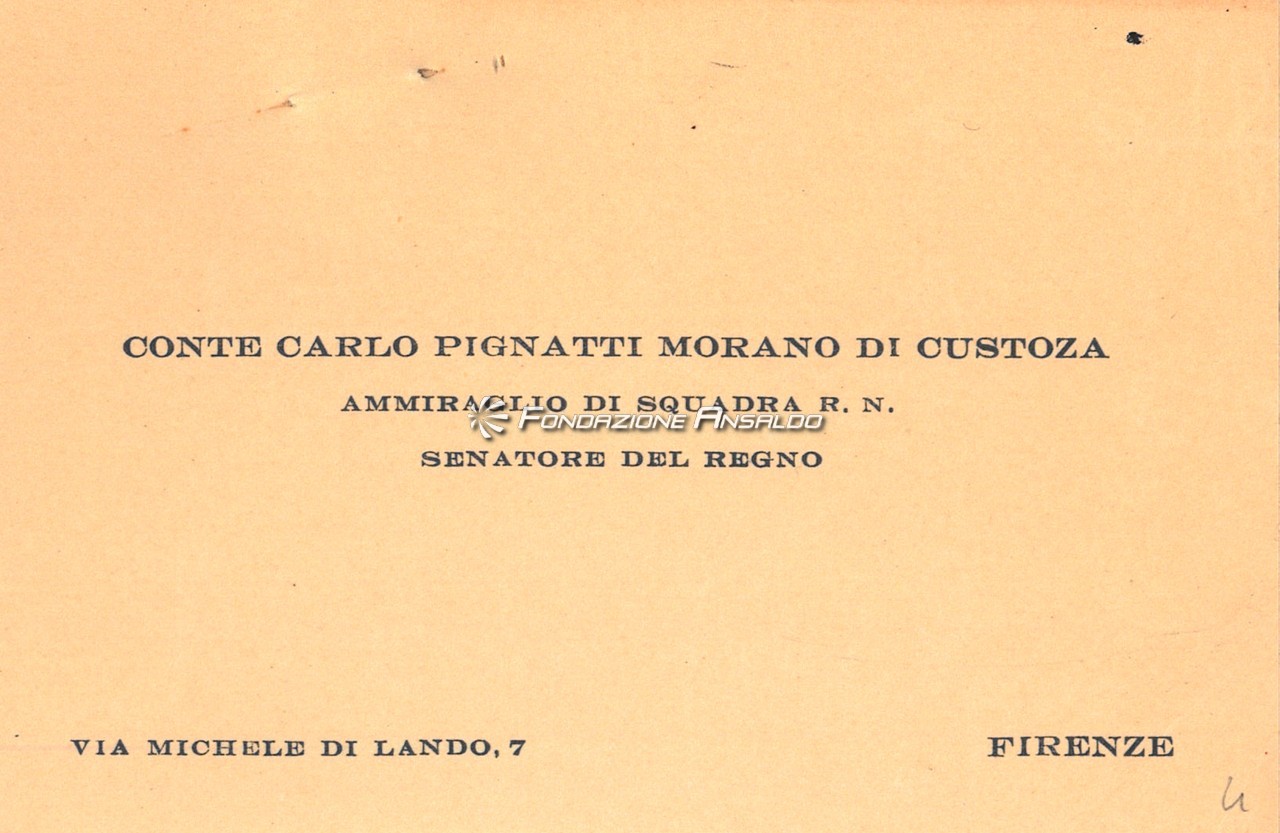 CONTE CARLO PIGNATTI MORANO DI CUSTOZA
AMMIRAGLIO DI SQUADRA R. N.
FONDAZIONE ANSALDO
SENATORE DEL REGNO
VIA MICHELE DI LANDO, 7
FIRENZE